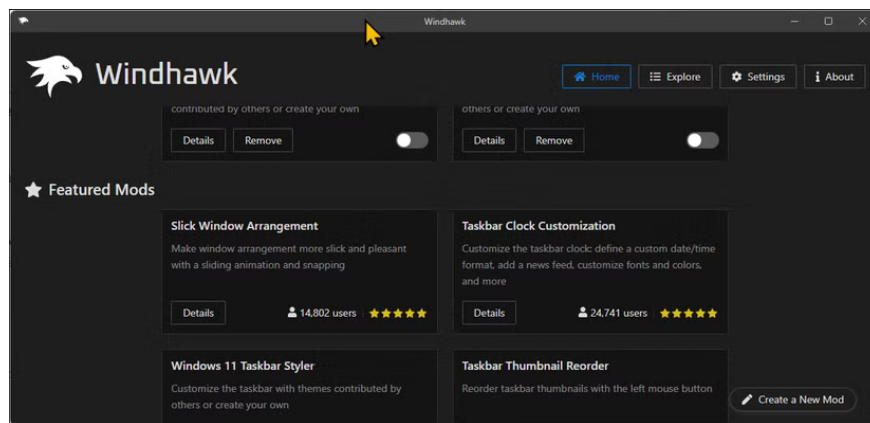 Windhawk
Windhawk
Home
Explore
Settings
About
contributed by others or create your own
others or create your own
Details
Remove
Details
Remove
Featured Mods
Slick Window Arrangement
Make window arrangement more slick and pleasant
with a sliding animation and snapping
Details
14,802 users
Taskbar Clock Customization
Customize the taskbar clock: define a custom date/time
format, add a news feed, customize fonts and colors,
and more
Details
24,741 users
Windows 11 Taskbar Styler
Customize the taskbar with themes contributed by
others or create your own
Taskbar Thumbnail Reorder
Reorder taskbar thumbnails with the left mouse button
Create a New Mod